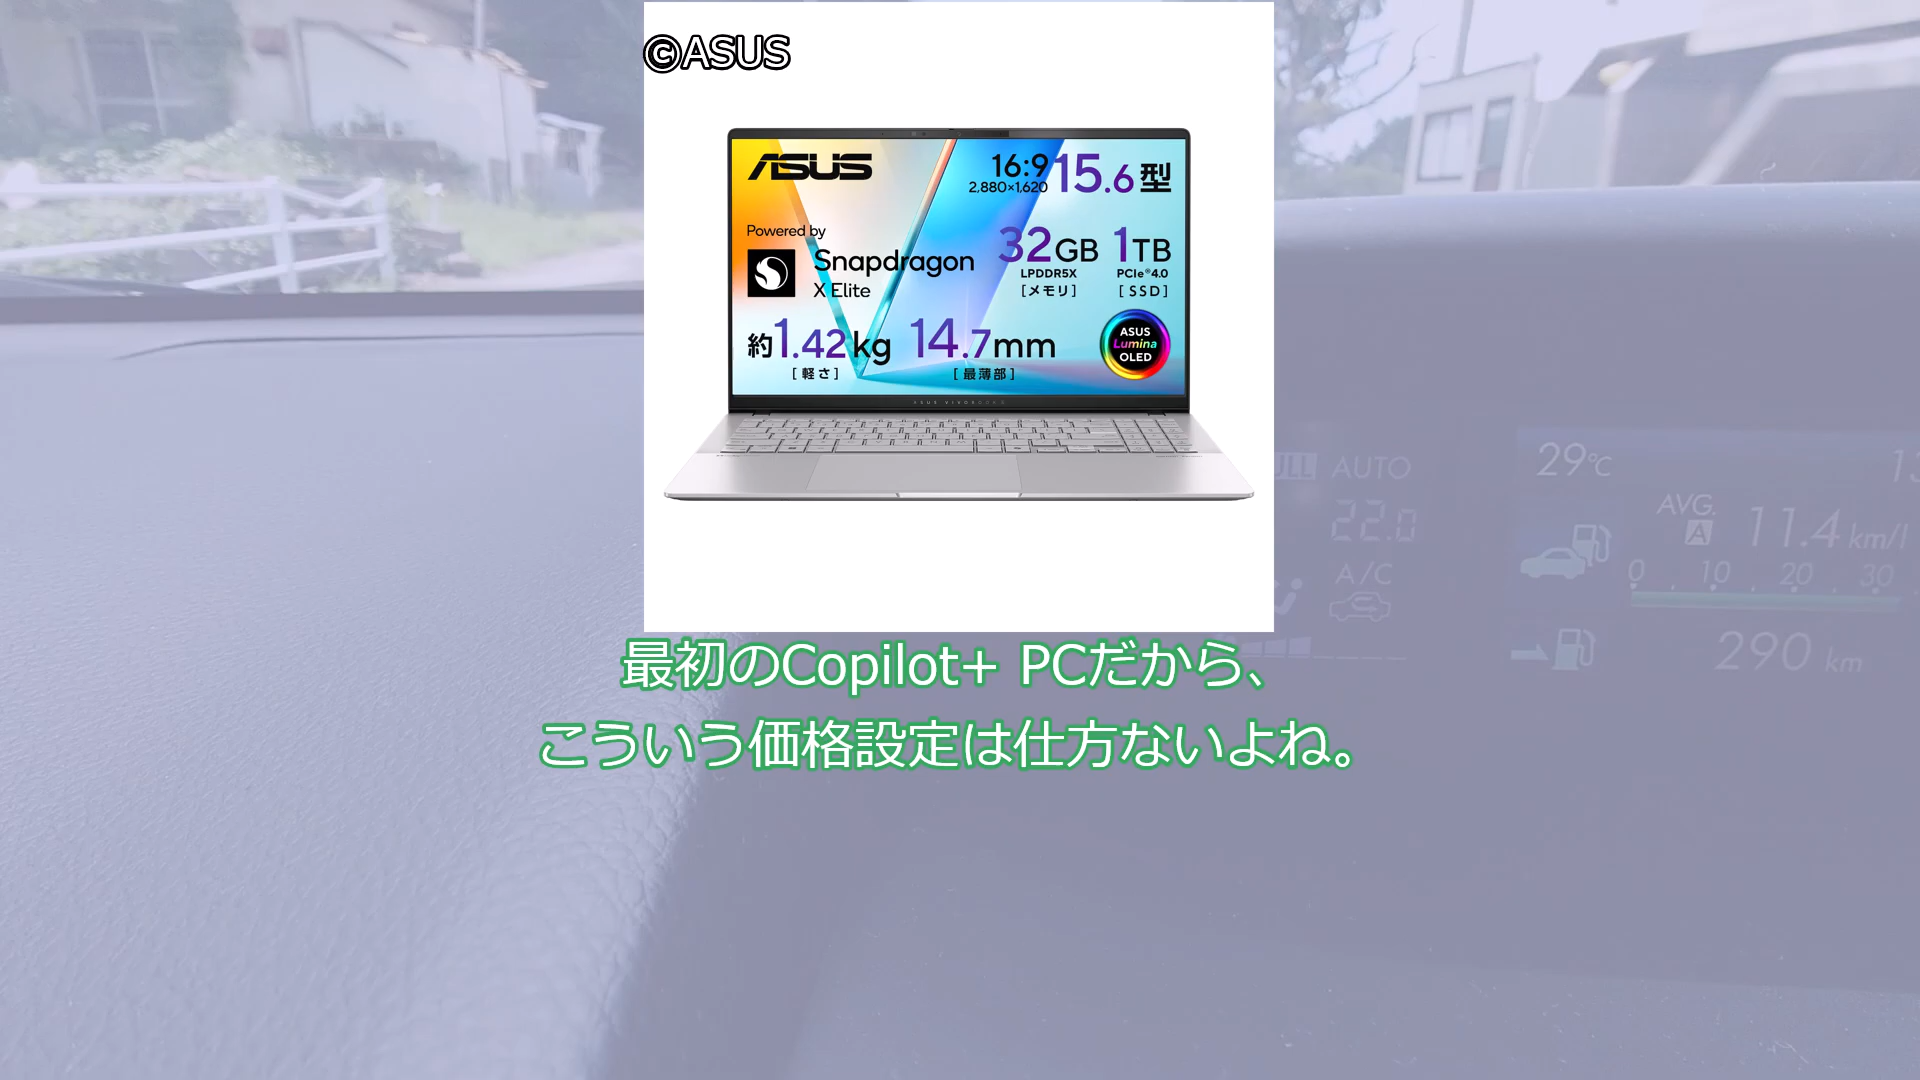 ©ASUS
ASUS
16:9
2,880×1,620
15.6型
Powered by
Snapdragon
X Elite
32GB
LPDDR5X
[メモリ]
1TB
PCIe®4.0
[SSD]
約1.42kg
[軽さ]
14.7mm
[最薄部]
ASUS
Lumina
OLED
ASUS VIVOBOOK
AUTO
22.0
A/C
29℃
AVG.
A
11.4km/l
0 10 20 30
290 km
最初のCopilot+ PCだから、
こういう価格設定は仕方ないよね。